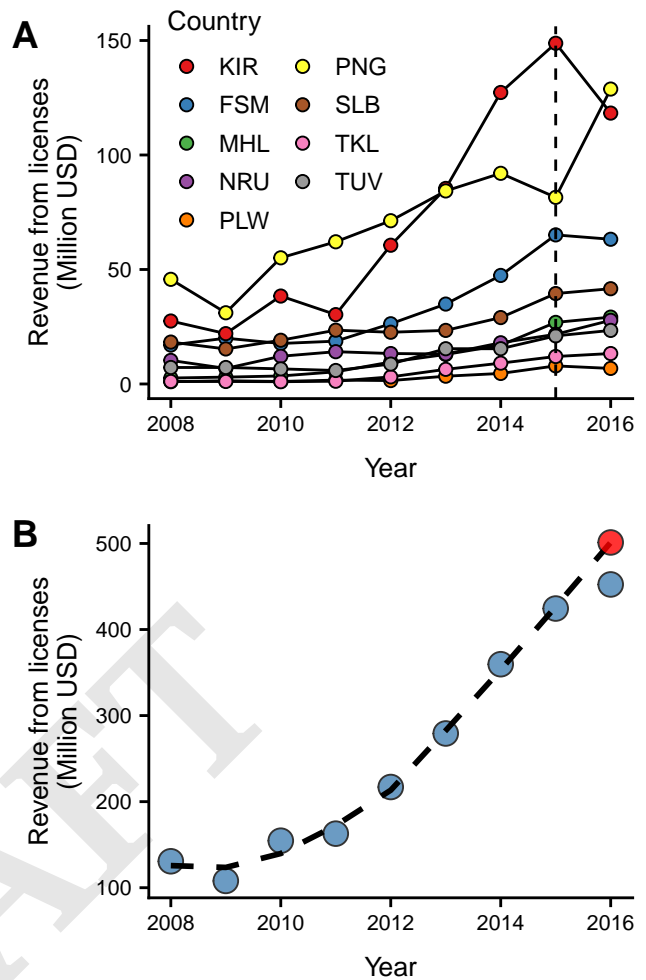 A
Country
KIR
PNG
FSM
SLB
MHL
TKL
NRU
TUV
PLW
Revenue from licenses
(Million USD)
150
100
50
0
2008 2010 2012 2014 2016
Year
B
Revenue from licenses
(Million USD)
500
400
300
200
100
2008 2010 2012 2014 2016
Year
AFT